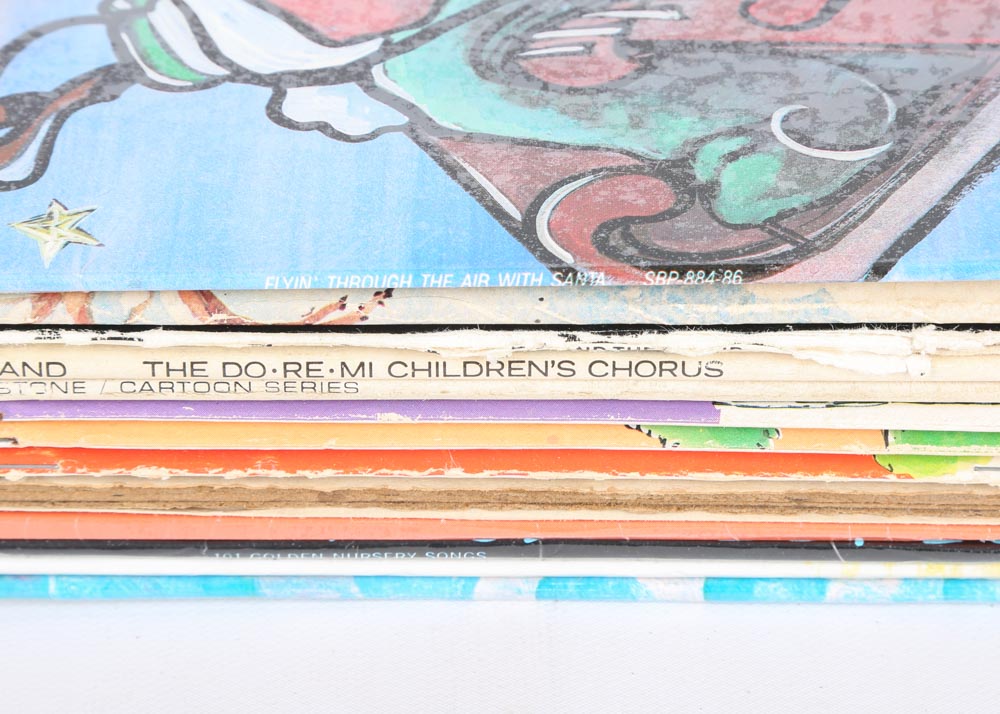 FLYIN' THROUGH THE AIR WITH SANTA SBP-884-86
AND THE DO·RE·MI CHILDREN'S CHORUS
STONE / CARTOON SERIES
101 GOLDEN NURSERY SONGS